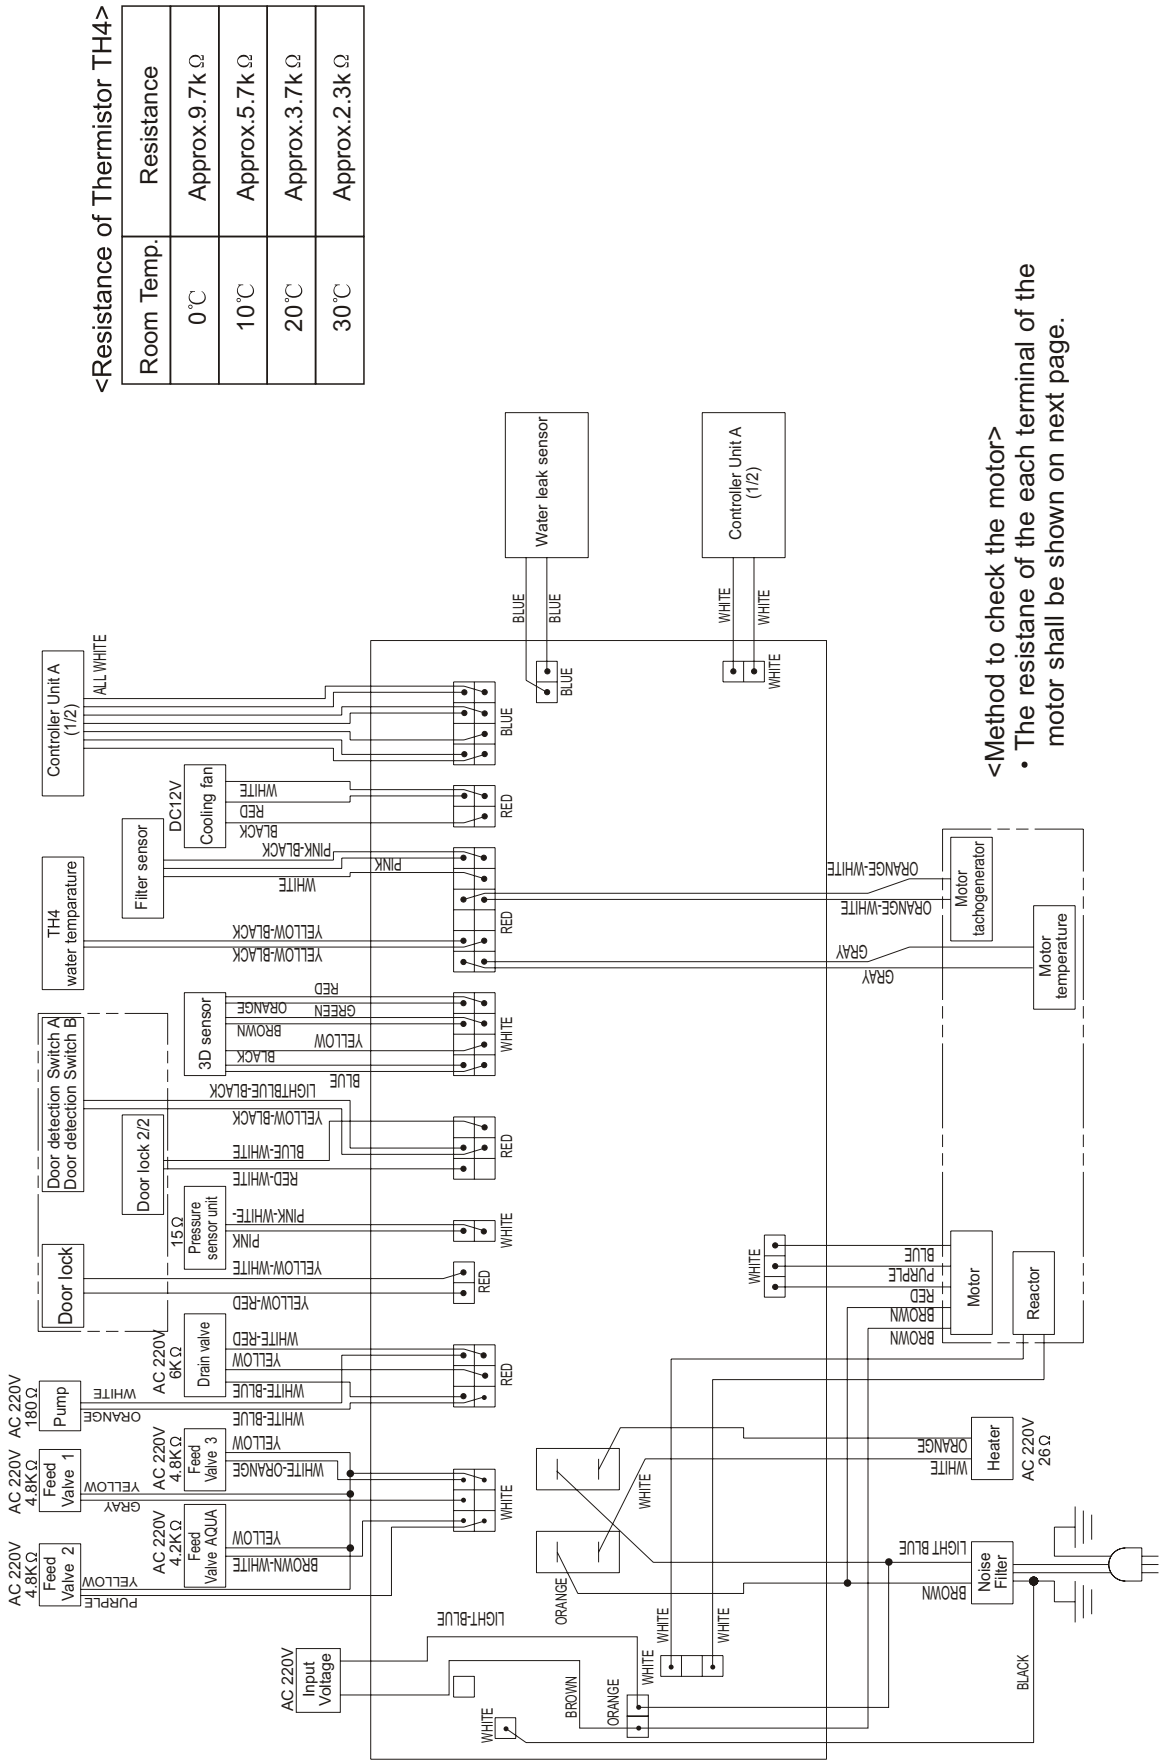 <Resistance of Thermistor TH4>
Room Temp. Resistance
0℃ Approx.9.7k Ω
10℃ Approx.5.7k Ω
20℃ Approx.3.7k Ω
30℃ Approx.2.3k Ω
AC 220V
4.8KΩ
Feed
Valve 2
PURPLE
YELLOW
AC 220V
4.8KΩ
Feed
Valve 1
GRAY
YELLOW
AC 220V
180Ω
Pump
ORANGE
WHITE
Door lock
Door detection Switch A
Door detection Switch B
TH4
water temparature
Controller Unit A
(1/2)
ALL WHITE
AC 220V
4.2KΩ
Feed
Valve AQUA
BROWN-WHITE
YELLOW
AC 220V
4.8KΩ
Feed
Valve 3
WHITE-ORANGE
YELLOW
AC 220V
6KΩ
Drain valve
WHITE-BLUE
WHITE-BLUE
YELLOW
WHITE-RED
YELLOW-RED
YELLOW-WHITE
15Ω
Pressure
sensor unit
PINK
PINK-WHITE-
Door lock 2/2
RED-WHITE
BLUE-WHITE
YELLOW-BLACK
LIGHTBLUE-BLACK
3D sensor
BLUE
BLACK
YELLOW
BROWN
GREEN
ORANGE
RED
YELLOW-BLACK
YELLOW-BLACK
Filter sensor
WHITE
PINK
PINK-BLACK
DC12V
Cooling fan
BLACK
RED
WHITE
AC 220V
Input
Voltage
LIGHT-BLUE
WHITE
WHITE
RED
RED
WHITE
RED
WHITE
RED
RED
BLUE
BLUE
BLUE
BLUE
Water leak sensor
BROWN
ORANGE
ORANGE
WHITE
WHITE
WHITE
WHITE
WHITE
WHITE
WHITE
WHITE
Controller Unit A
(1/2)
BLACK
BROWN
LIGHT BLUE
Noise
Filter
WHITE
ORANGE
Heater
AC 220V
26Ω
BROWN
BROWN
RED
PURPLE
BLUE
Motor
Reactor
GRAY
GRAY
ORANGE-WHITE
ORANGE-WHITE
Motor
tachogenerator
Motor
temperature
<Method to check the motor>
• The resistane of the each terminal of the
motor shall be shown on next page.